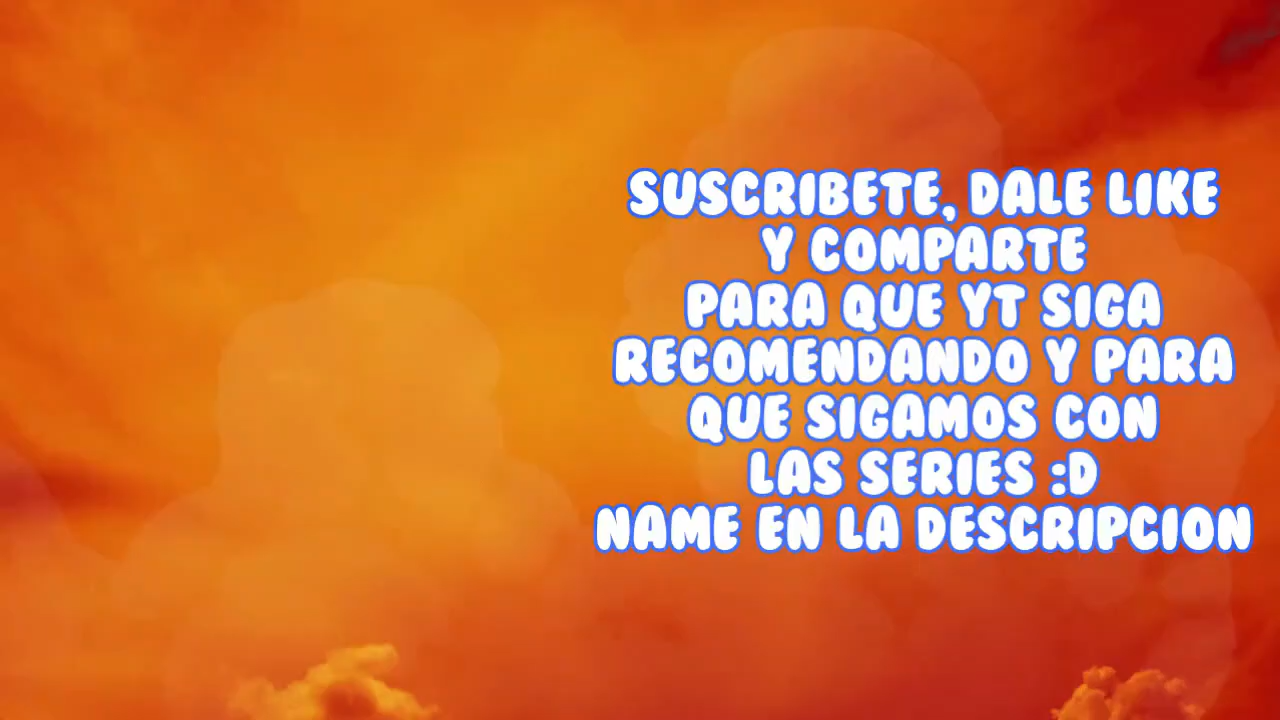 SUSCRIBETE, DALE LIKE
Y COMPARTE
PARA QUE YT SIGA
RECOMENDANDO Y PARA
QUE SIGAMOS CON
LAS SERIES :D
NAME EN LA DESCRIPCION